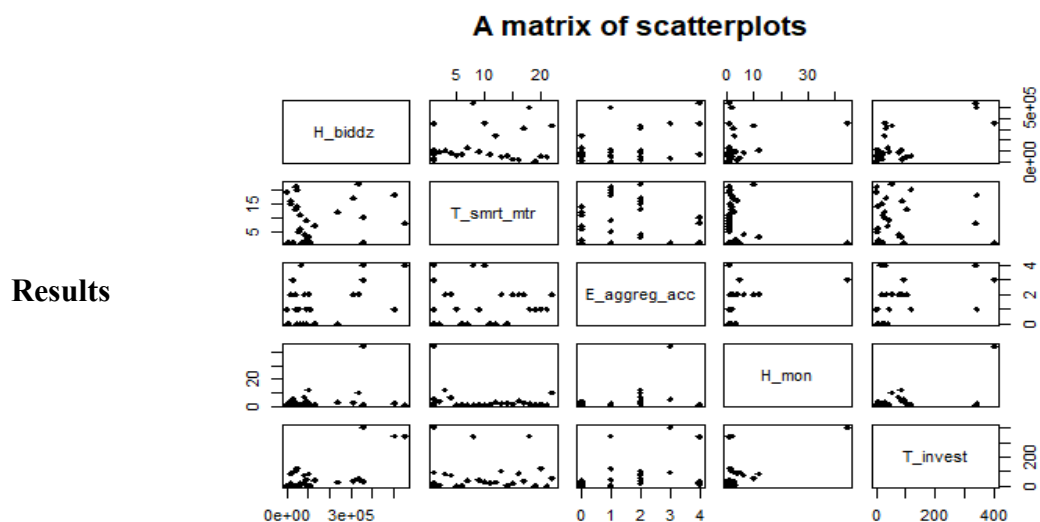 A matrix of scatterplots
5 10 20
0 10 30
H_biddz
0e+00 5e+05
5 15
T_smrt_mtr
Results
E_aggreg_acc
0 2 4
0 20
H_mon
T_invest
0 200
0e+00 3e+05
0 1 2 3 4
0 200 400